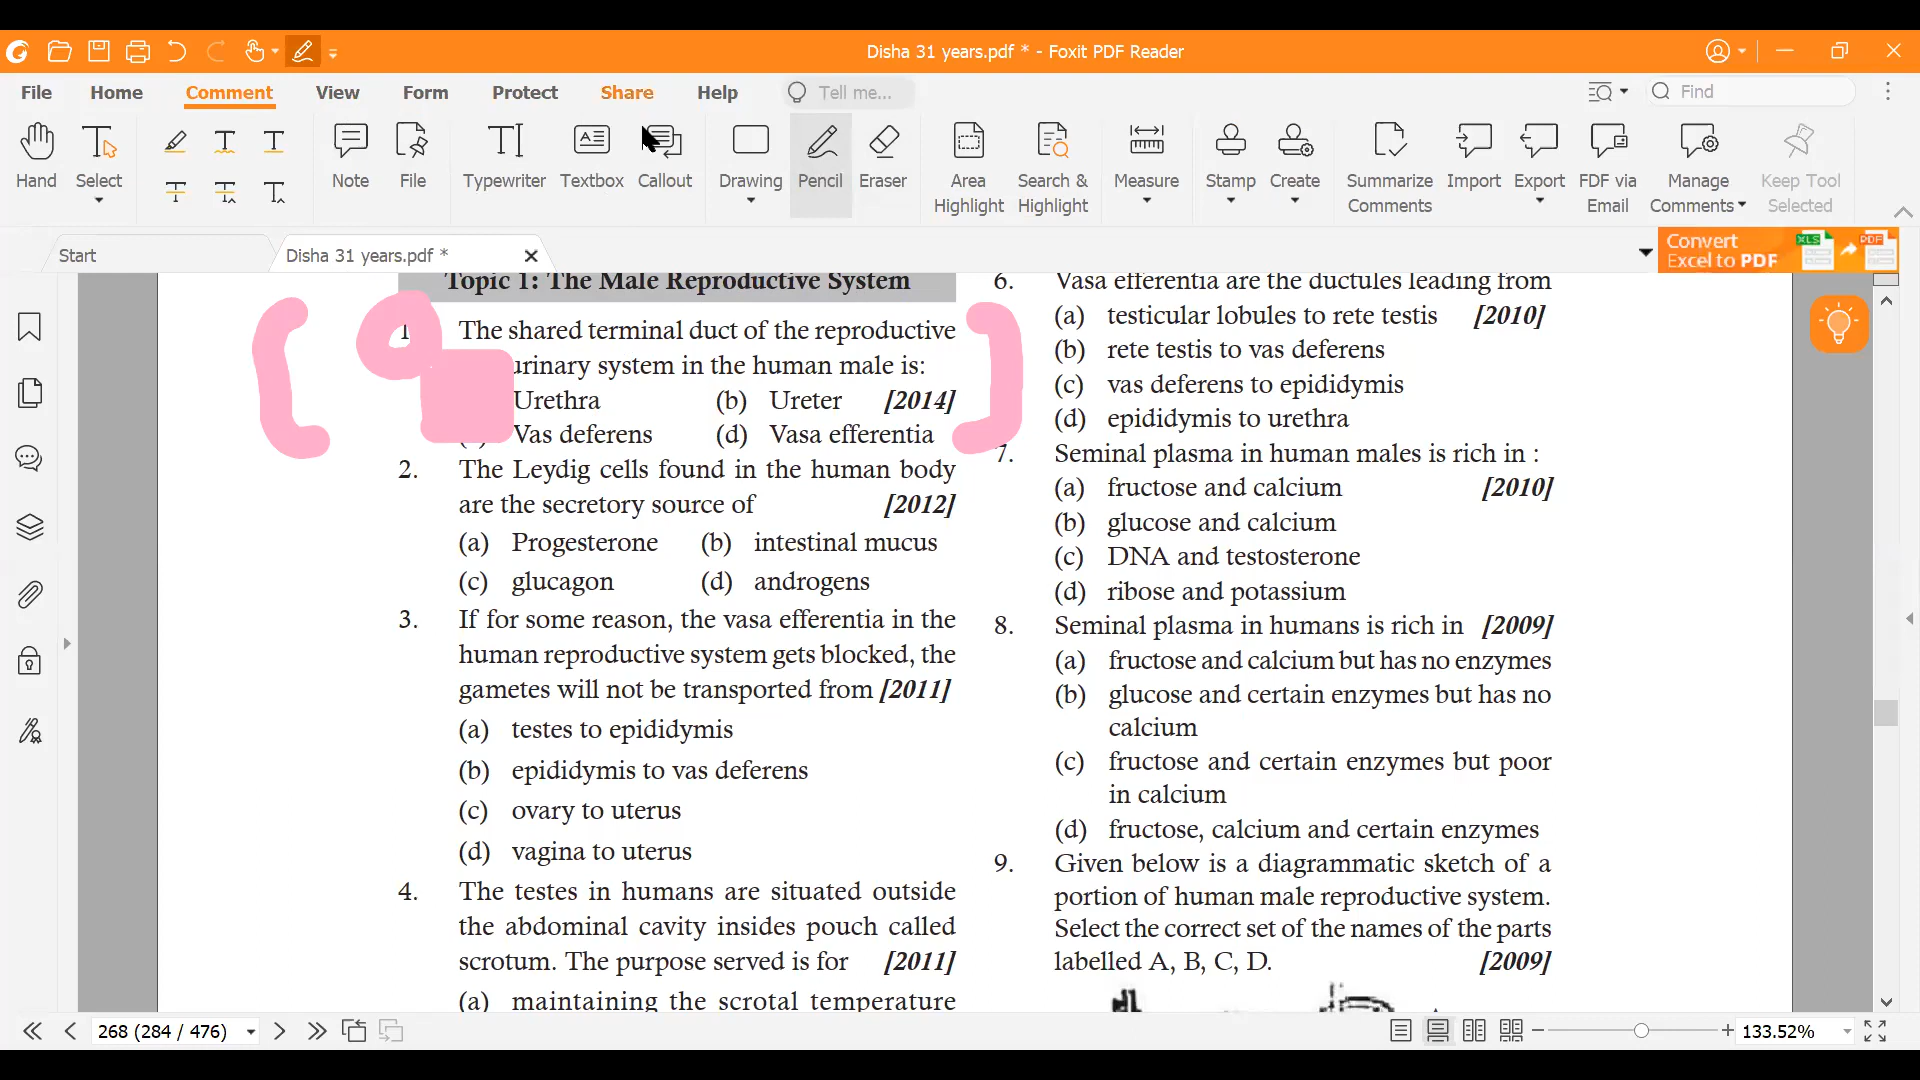 Disha 31 years.pdf * - Foxit PDF Reader
File Home Comment View Form Protect Share Help Tell me... Find
Hand Select Note File Typewriter Textbox Callout Drawing Pencil Eraser Area Highlight Search & Highlight Measure Stamp Create Summarize Comments Import Export FDF via Email Manage Comments Keep Tool Selected
Start Disha 31 years.pdf * Convert Excel to PDF
XLS PDF
Topic 1: The Male Reproductive System
1
The shared terminal duct of the reproductive
urinary system in the human male is:
Urethra (b) Ureter [2014]
Vas deferens (d) Vasa efferentia
2. The Leydig cells found in the human body
are the secretory source of [2012]
(a) Progesterone (b) intestinal mucus
(c) glucagon (d) androgens
3. If for some reason, the vasa efferentia in the
human reproductive system gets blocked, the
gametes will not be transported from [2011]
(a) testes to epididymis
(b) epididymis to vas deferens
(c) ovary to uterus
(d) vagina to uterus
4. The testes in humans are situated outside
the abdominal cavity insides pouch called
scrotum. The purpose served is for [2011]
(a) maintaining the scrotal temperature
6. Vasa efferentia are the ductules leading from
(a) testicular lobules to rete testis [2010]
(b) rete testis to vas deferens
(c) vas deferens to epididymis
(d) epididymis to urethra
7. Seminal plasma in human males is rich in :
(a) fructose and calcium [2010]
(b) glucose and calcium
(c) DNA and testosterone
(d) ribose and potassium
8. Seminal plasma in humans is rich in [2009]
(a) fructose and calcium but has no enzymes
(b) glucose and certain enzymes but has no
calcium
(c) fructose and certain enzymes but poor
in calcium
(d) fructose, calcium and certain enzymes
9. Given below is a diagrammatic sketch of a
portion of human male reproductive system.
Select the correct set of the names of the parts
labelled A, B, C, D. [2009]
268 (284 / 476) 133.52%